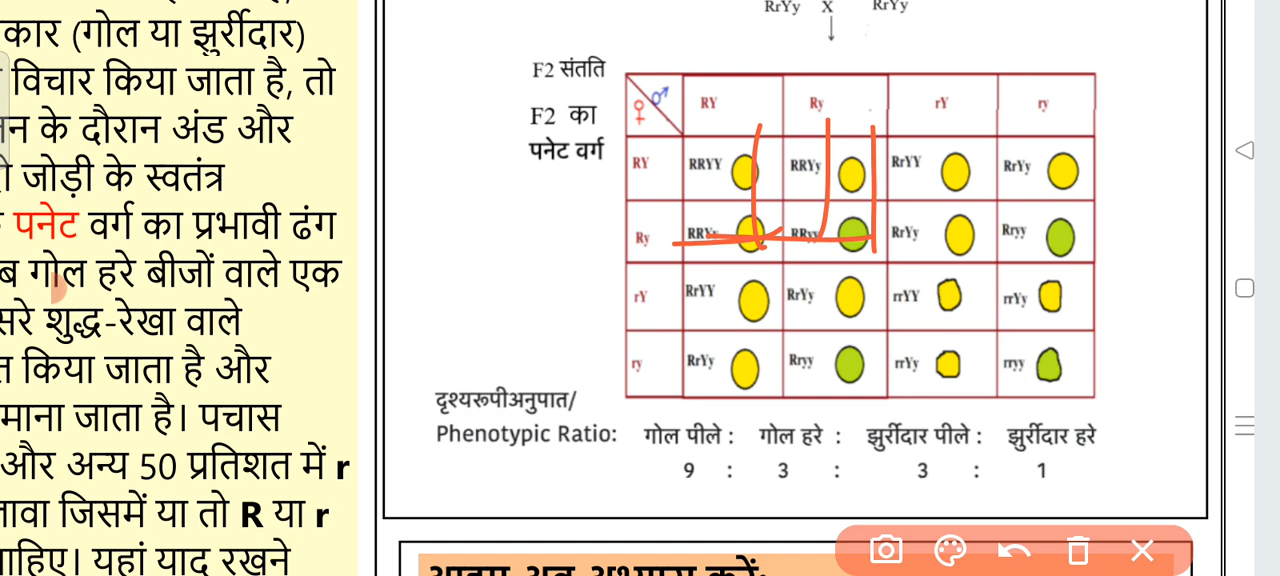 कार (गोल या झुर्रीदार)
विचार किया जाता है, तो
न के दौरान अंड और
जोड़ी के स्वतंत्र
पनेट वर्ग का प्रभावी ढंग
ब गोल हरे बीजों वाले एक
सरे शुद्ध-रेखा वाले
त किया जाता है और
माना जाता है। पचास
और अन्य 50 प्रतिशत में r
लावा जिसमें या तो R या r
ाहिए। यहां याद रखने
RrYy X RrYy
F2 संतति
F2 का
पनेट वर्ग
♀ ♂ RY Ry rY ry
RY RRYY RRYy RrYY RrYy
Ry RRYy RRyy RrYy Rryy
rY RrYY RrYy rrYY rrYy
ry RrYy Rryy rrYy rryy
दृश्यरूपीअनुपात/
Phenotypic Ratio: गोल पीले : गोल हरे : झुर्रीदार पीले : झुर्रीदार हरे
9 : 3 : 3 : 1